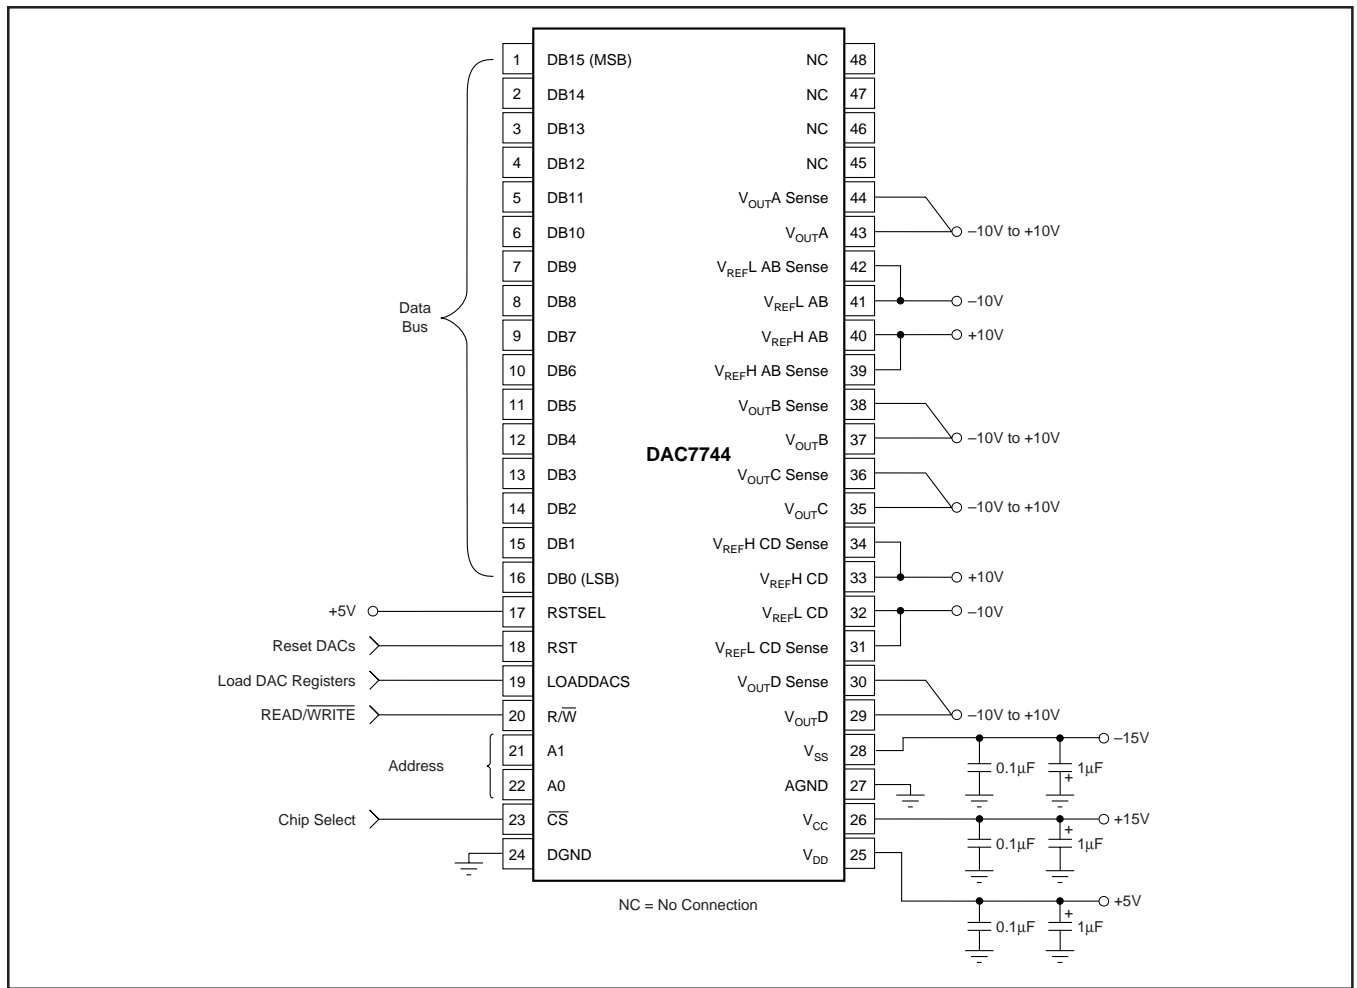 1 DB15 (MSB) NC 48
2 DB14 NC 47
3 DB13 NC 46
4 DB12 NC 45
5 DB11 VOUTA Sense 44
6 DB10 VOUTA 43 –10V to +10V
7 DB9 VREFL AB Sense 42
Data
Bus
8 DB8 VREFL AB 41 –10V
9 DB7 VREFH AB 40 +10V
10 DB6 VREFH AB Sense 39
11 DB5 VOUTB Sense 38
12 DB4 VOUTB 37 –10V to +10V
DAC7744
13 DB3 VOUTC Sense 36
14 DB2 VOUTC 35 –10V to +10V
15 DB1 VREFH CD Sense 34
16 DB0 (LSB) VREFH CD 33 +10V
+5V 17 RSTSEL VREFL CD 32 –10V
Reset DACs 18 RST VREFL CD Sense 31
Load DAC Registers 19 LOADDACS VOUTD Sense 30
READ/W̅R̅I̅T̅E̅ 20 R/W̅ VOUTD 29 –10V to +10V
21 A1 VSS 28 –15V
Address
0.1µF 1µF +
22 A0 AGND 27
Chip Select 23 C̅S̅ VCC 26 +15V
0.1µF + 1µF
24 DGND VDD 25 +5V
0.1µF + 1µF
NC = No Connection